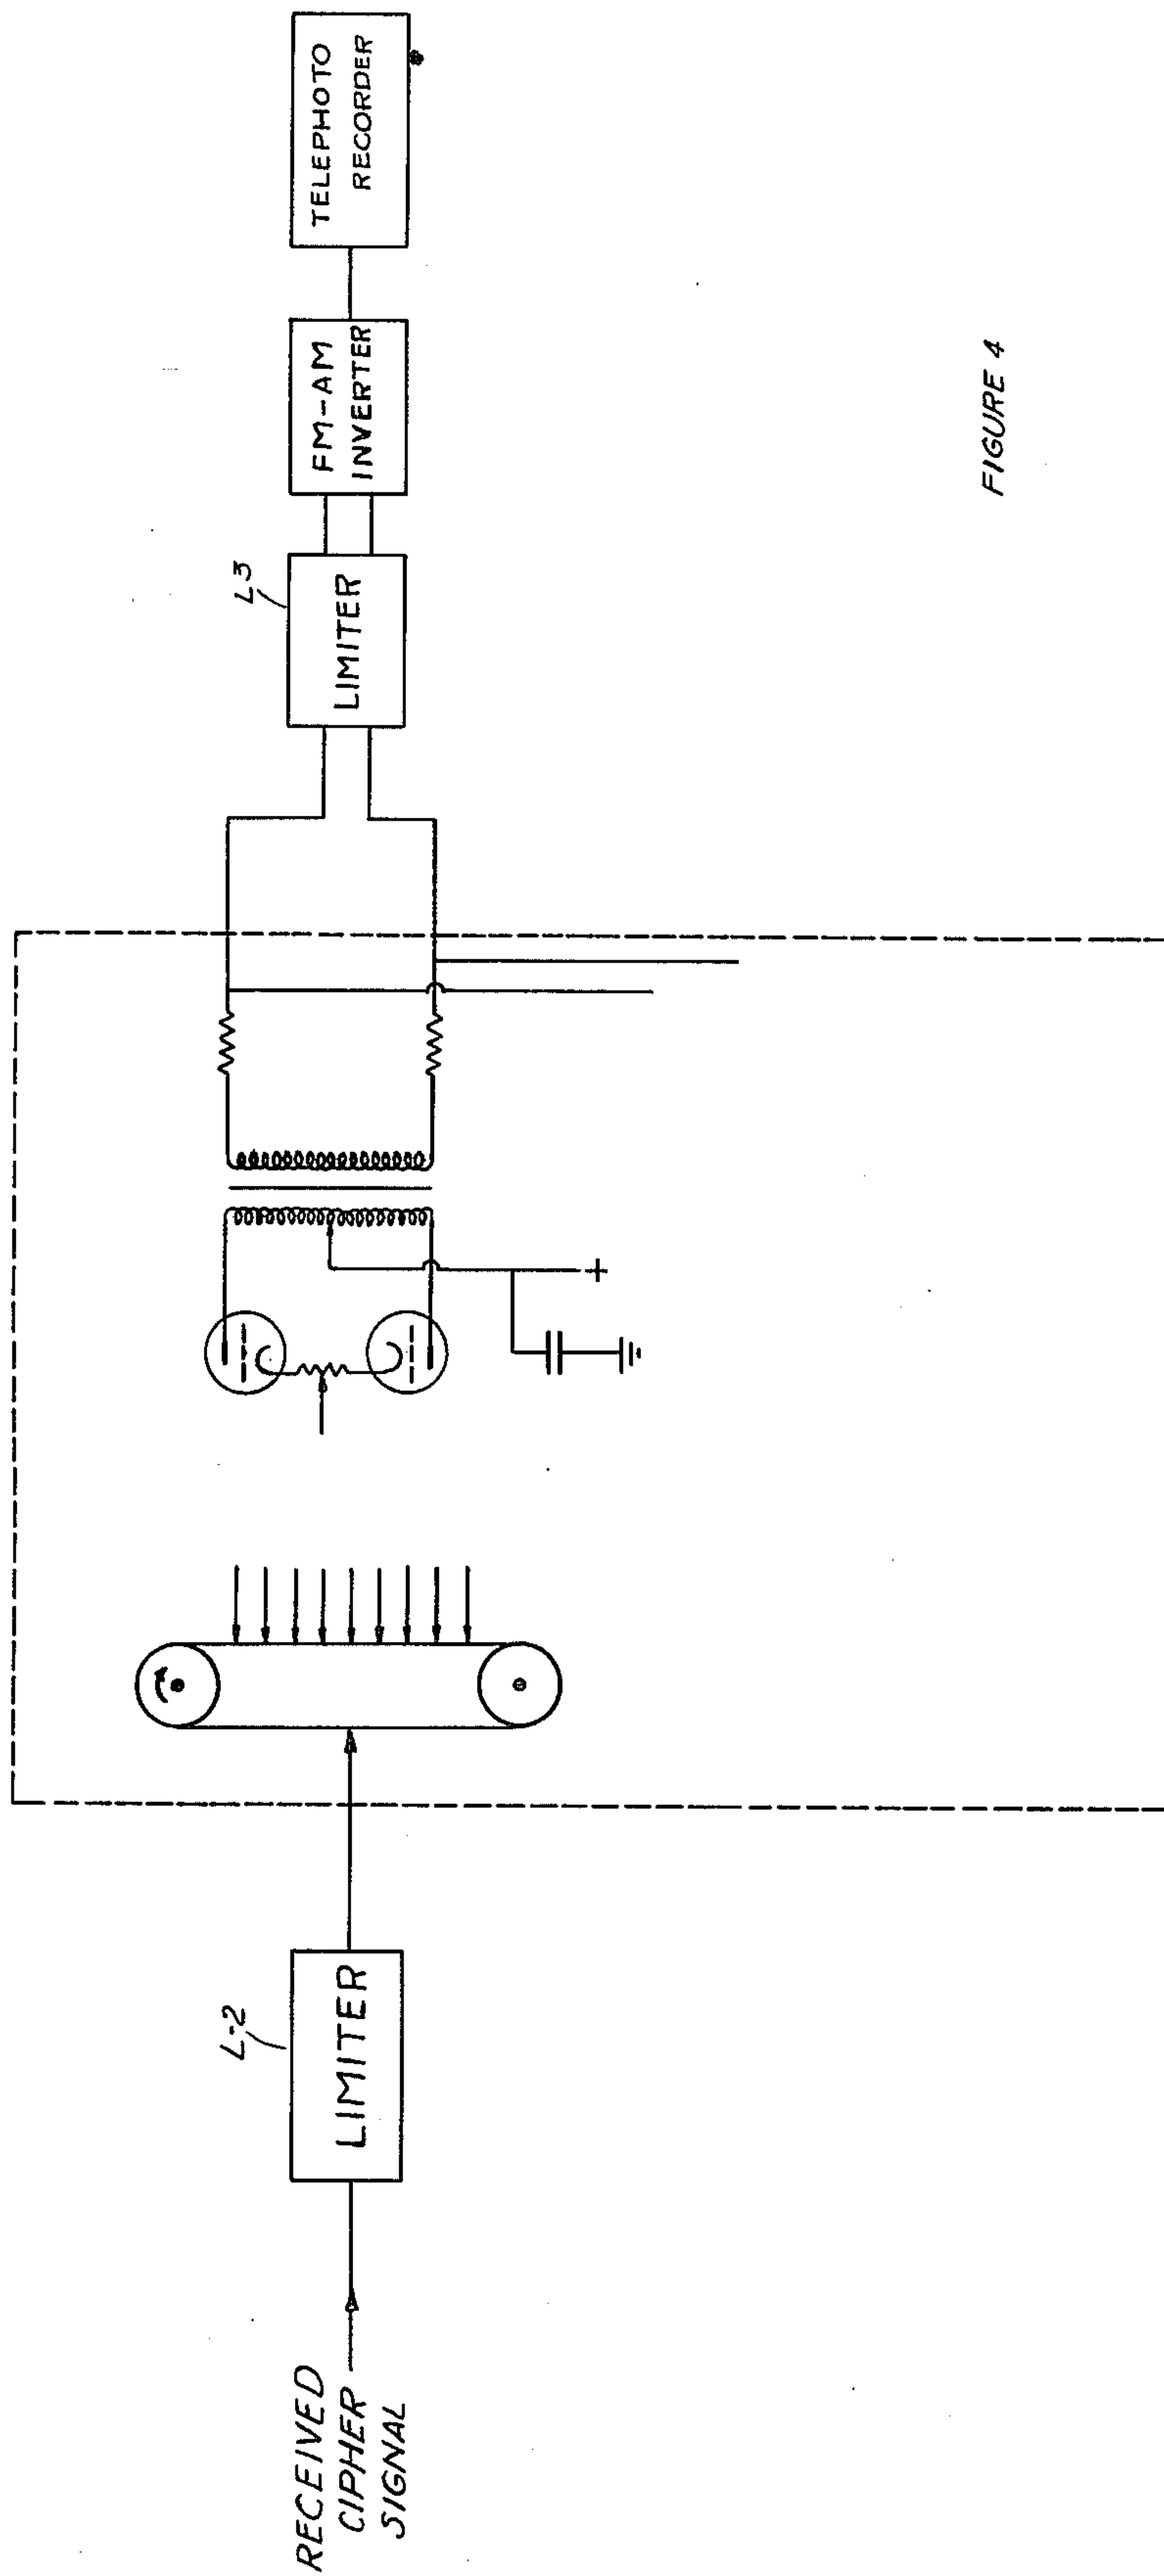 RECEIVED
CIPHER
SIGNAL
L-2
LIMITER
+
L3
LIMITER
FM-AM
INVERTER
TELEPHOTO
RECORDER
FIGURE 4